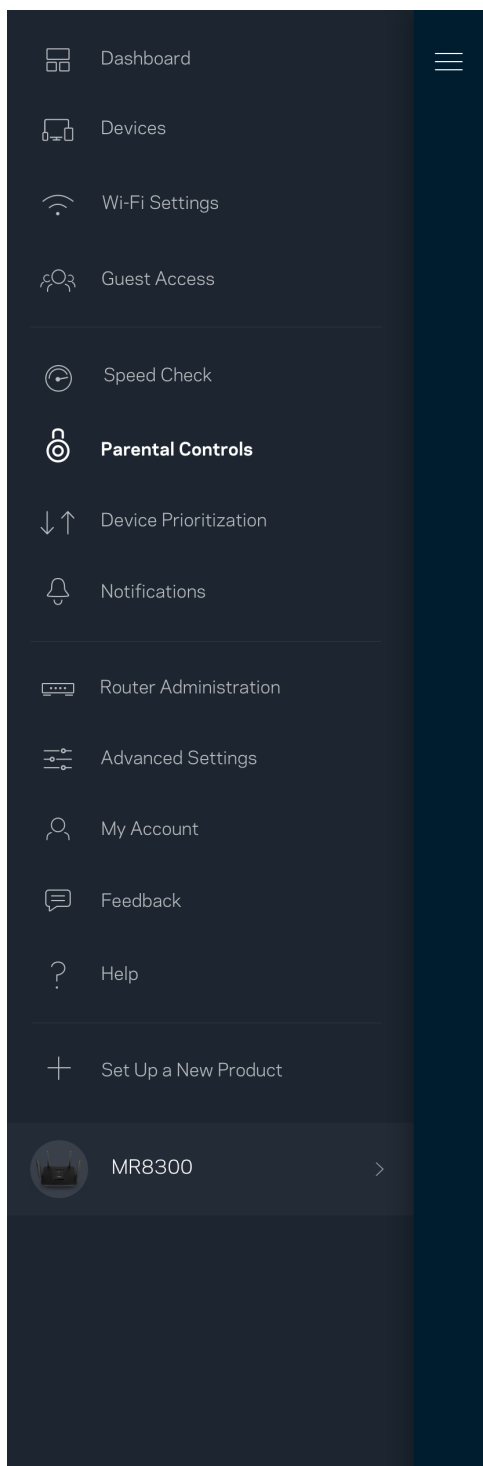 Dashboard
Devices
Wi-Fi Settings
Guest Access
Speed Check
Parental Controls
Device Prioritization
Notifications
Router Administration
Advanced Settings
My Account
Feedback
Help
Set Up a New Product
MR8300